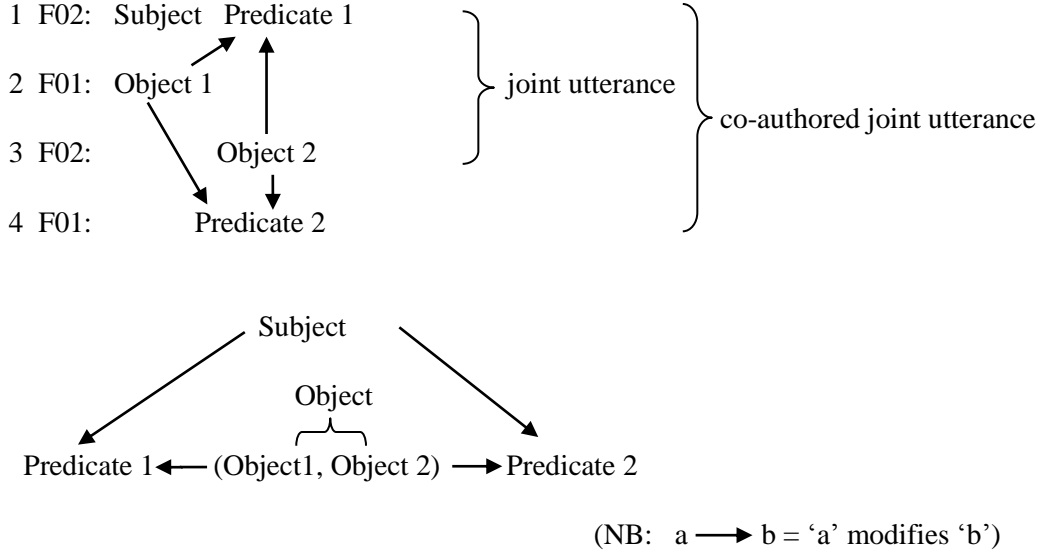 1 F02: Subject Predicate 1
2 F01: Object 1
joint utterance
co-authored joint utterance
3 F02: Object 2
4 F01: Predicate 2
Subject
Object
Predicate 1 (Object1, Object 2) Predicate 2
(NB: a → b = ‘a’ modifies ‘b’)